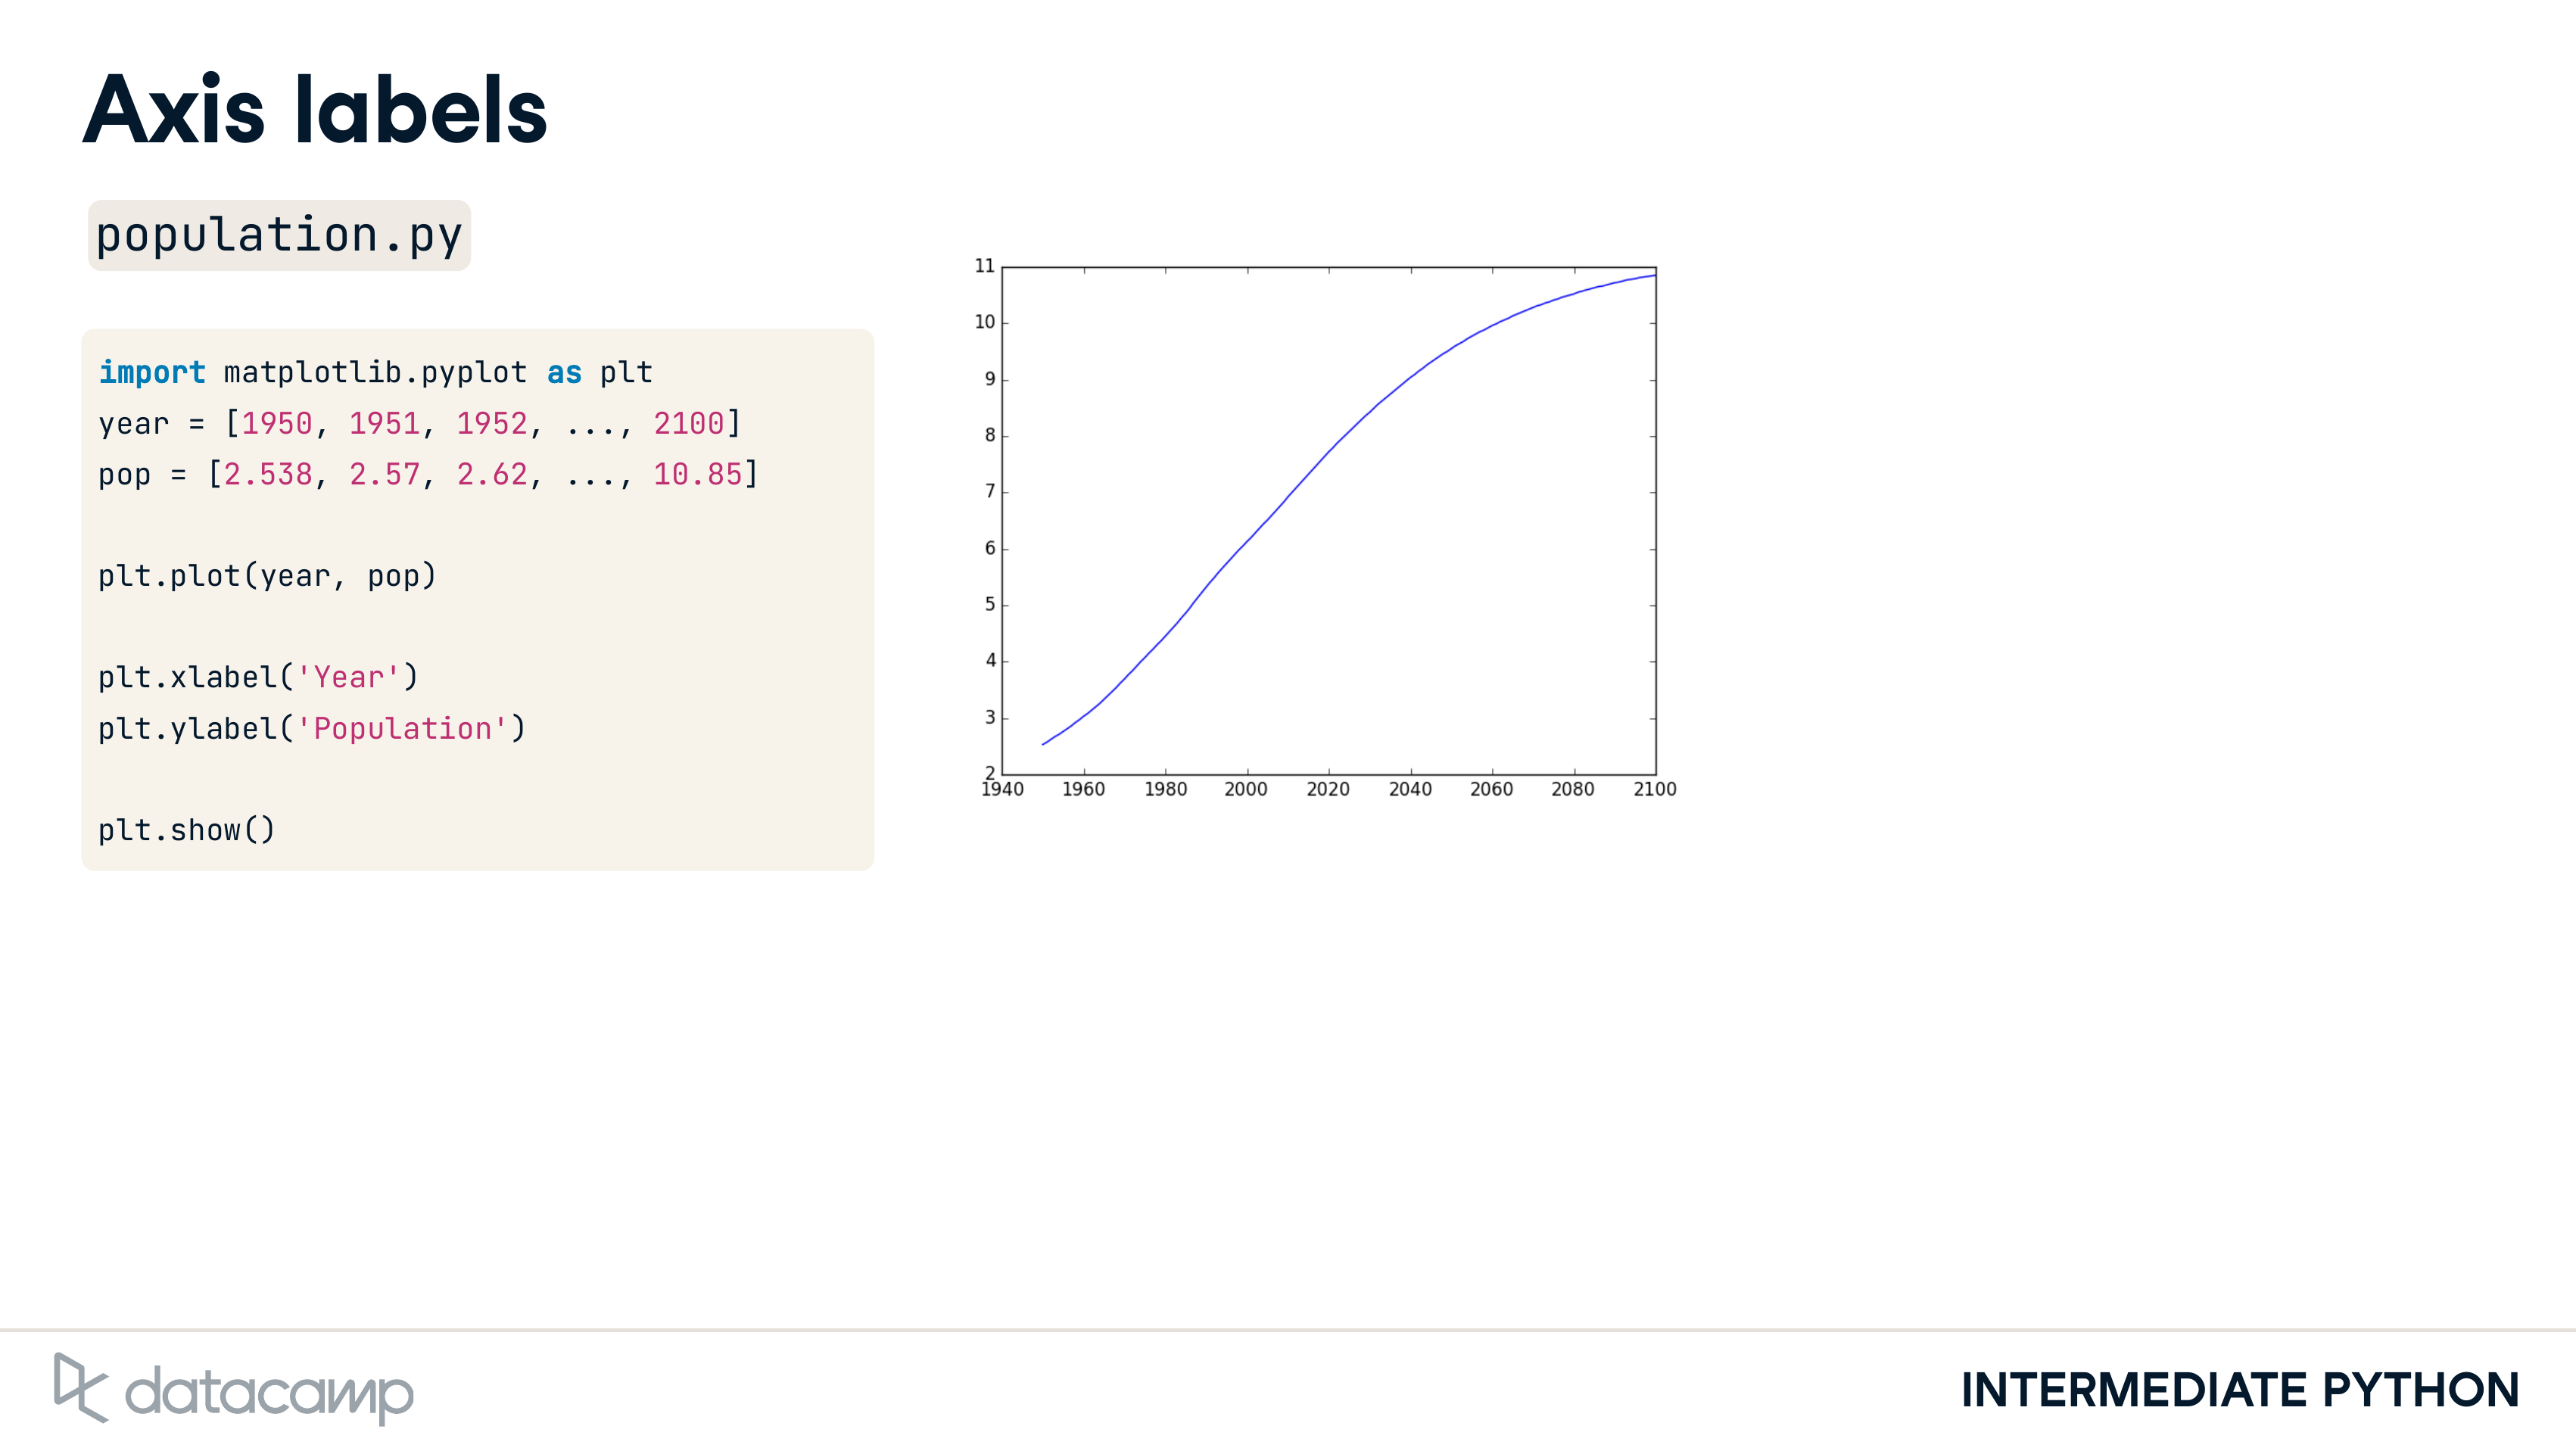 Axis labels
population.py
import matplotlib.pyplot as plt
year = [1950, 1951, 1952, ..., 2100]
pop = [2.538, 2.57, 2.62, ..., 10.85]
plt.plot(year, pop)
plt.xlabel('Year')
plt.ylabel('Population')
plt.show()
11
10
9
8
7
6
5
4
3
2
1940 1960 1980 2000 2020 2040 2060 2080 2100
datacamp
INTERMEDIATE PYTHON